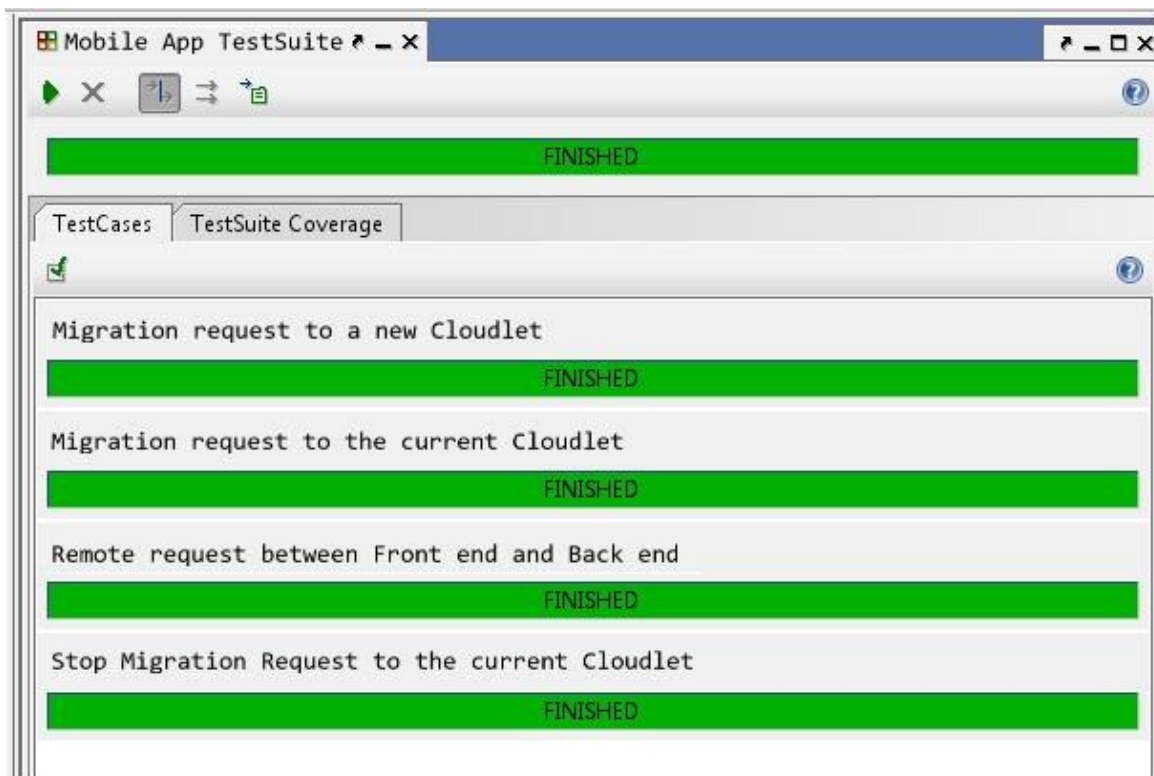 Mobile App TestSuite
FINISHED
TestCases TestSuite Coverage
Migration request to a new Cloudlet
FINISHED
Migration request to the current Cloudlet
FINISHED
Remote request between Front end and Back end
FINISHED
Stop Migration Request to the current Cloudlet
FINISHED